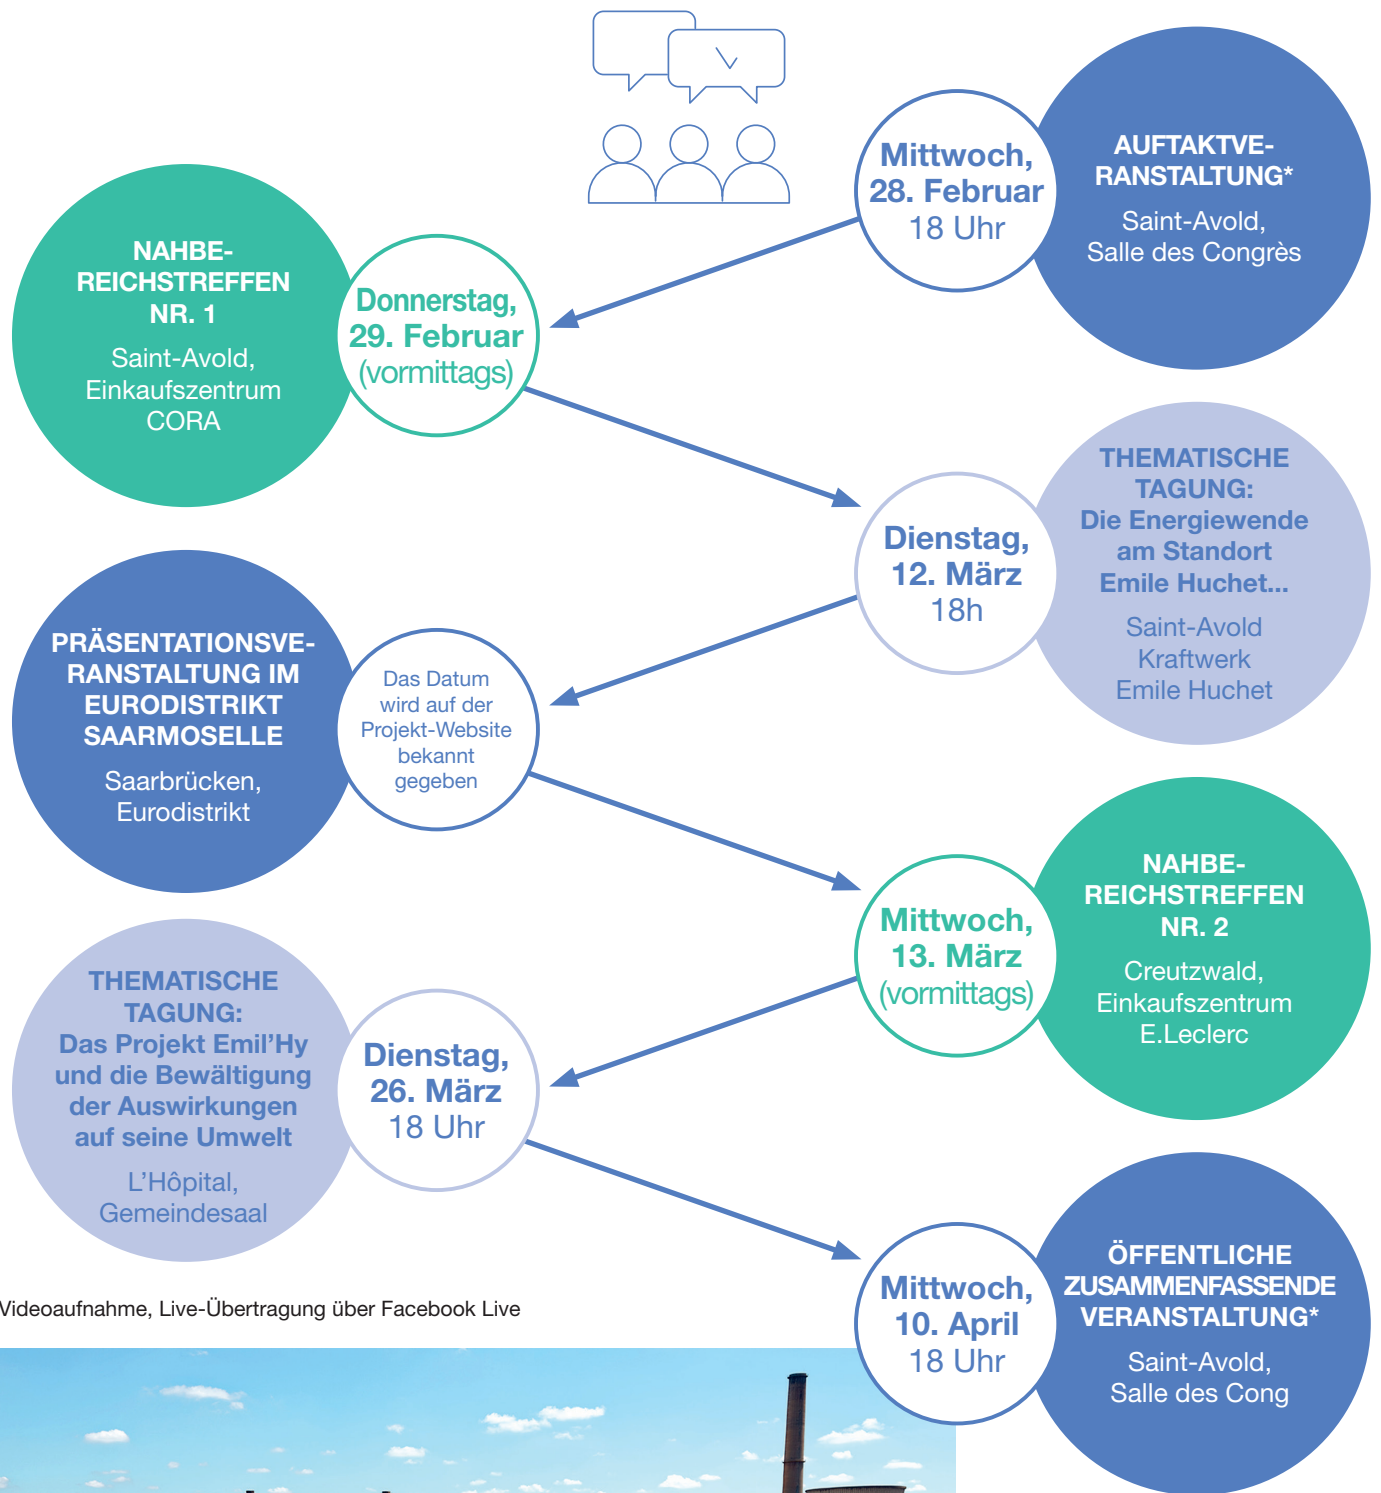 Mittwoch,
28. Februar
18 Uhr
AUFTAKTVE-
RANSTALTUNG*
Saint-Avold,
Salle des Congrès
NAHBE-
REICHSTREFFEN
NR. 1
Saint-Avold,
Einkaufszentrum
CORA
Donnerstag,
29. Februar
(vormittags)
Dienstag,
12. März
18h
THEMATISCHE
TAGUNG:
Die Energiewende
am Standort
Emile Huchet...
Saint-Avold
Kraftwerk
Emile Huchet
PRÄSENTATIONSVE-
RANSTALTUNG IM
EURODISTRIKT
SAARMOSELLE
Saarbrücken,
Eurodistrikt
Das Datum
wird auf der
Projekt-Website
bekannt
gegeben
Mittwoch,
13. März
(vormittags)
NAHBE-
REICHSTREFFEN
NR. 2
Creutzwald,
Einkaufszentrum
E.Leclerc
THEMATISCHE
TAGUNG:
Das Projekt Emil’Hy
und die Bewältigung
der Auswirkungen
auf seine Umwelt
L’Hôpital,
Gemeindesaal
Dienstag,
26. März
18 Uhr
Mittwoch,
10. April
18 Uhr
ÖFFENTLICHE
ZUSAMMENFASSENDE
VERANSTALTUNG*
Saint-Avold,
Salle des Cong
Videoaufnahme, Live-Übertragung über Facebook Live